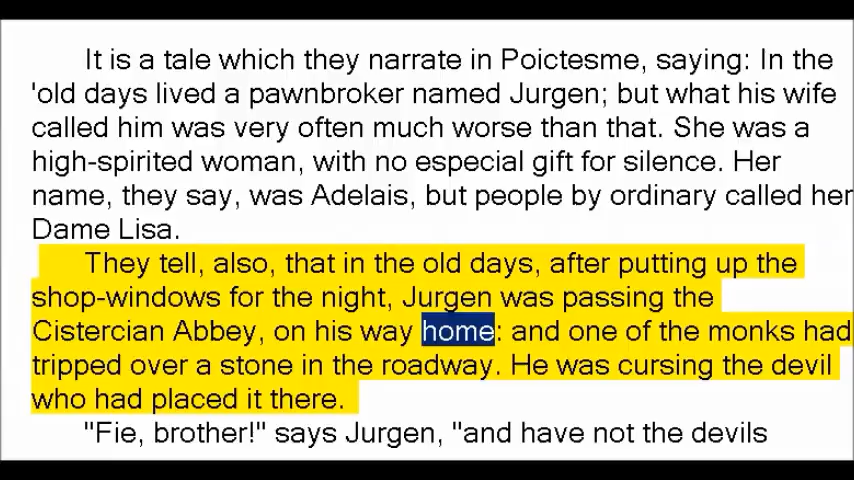 It is a tale which they narrate in Poictesme, saying: In the
'old days lived a pawnbroker named Jurgen; but what his wife
called him was very often much worse than that. She was a
high-spirited woman, with no especial gift for silence. Her
name, they say, was Adelais, but people by ordinary called her
Dame Lisa.
They tell, also, that in the old days, after putting up the
shop-windows for the night, Jurgen was passing the
Cistercian Abbey, on his way home: and one of the monks had
tripped over a stone in the roadway. He was cursing the devil
who had placed it there.
"Fie, brother!" says Jurgen, "and have not the devils